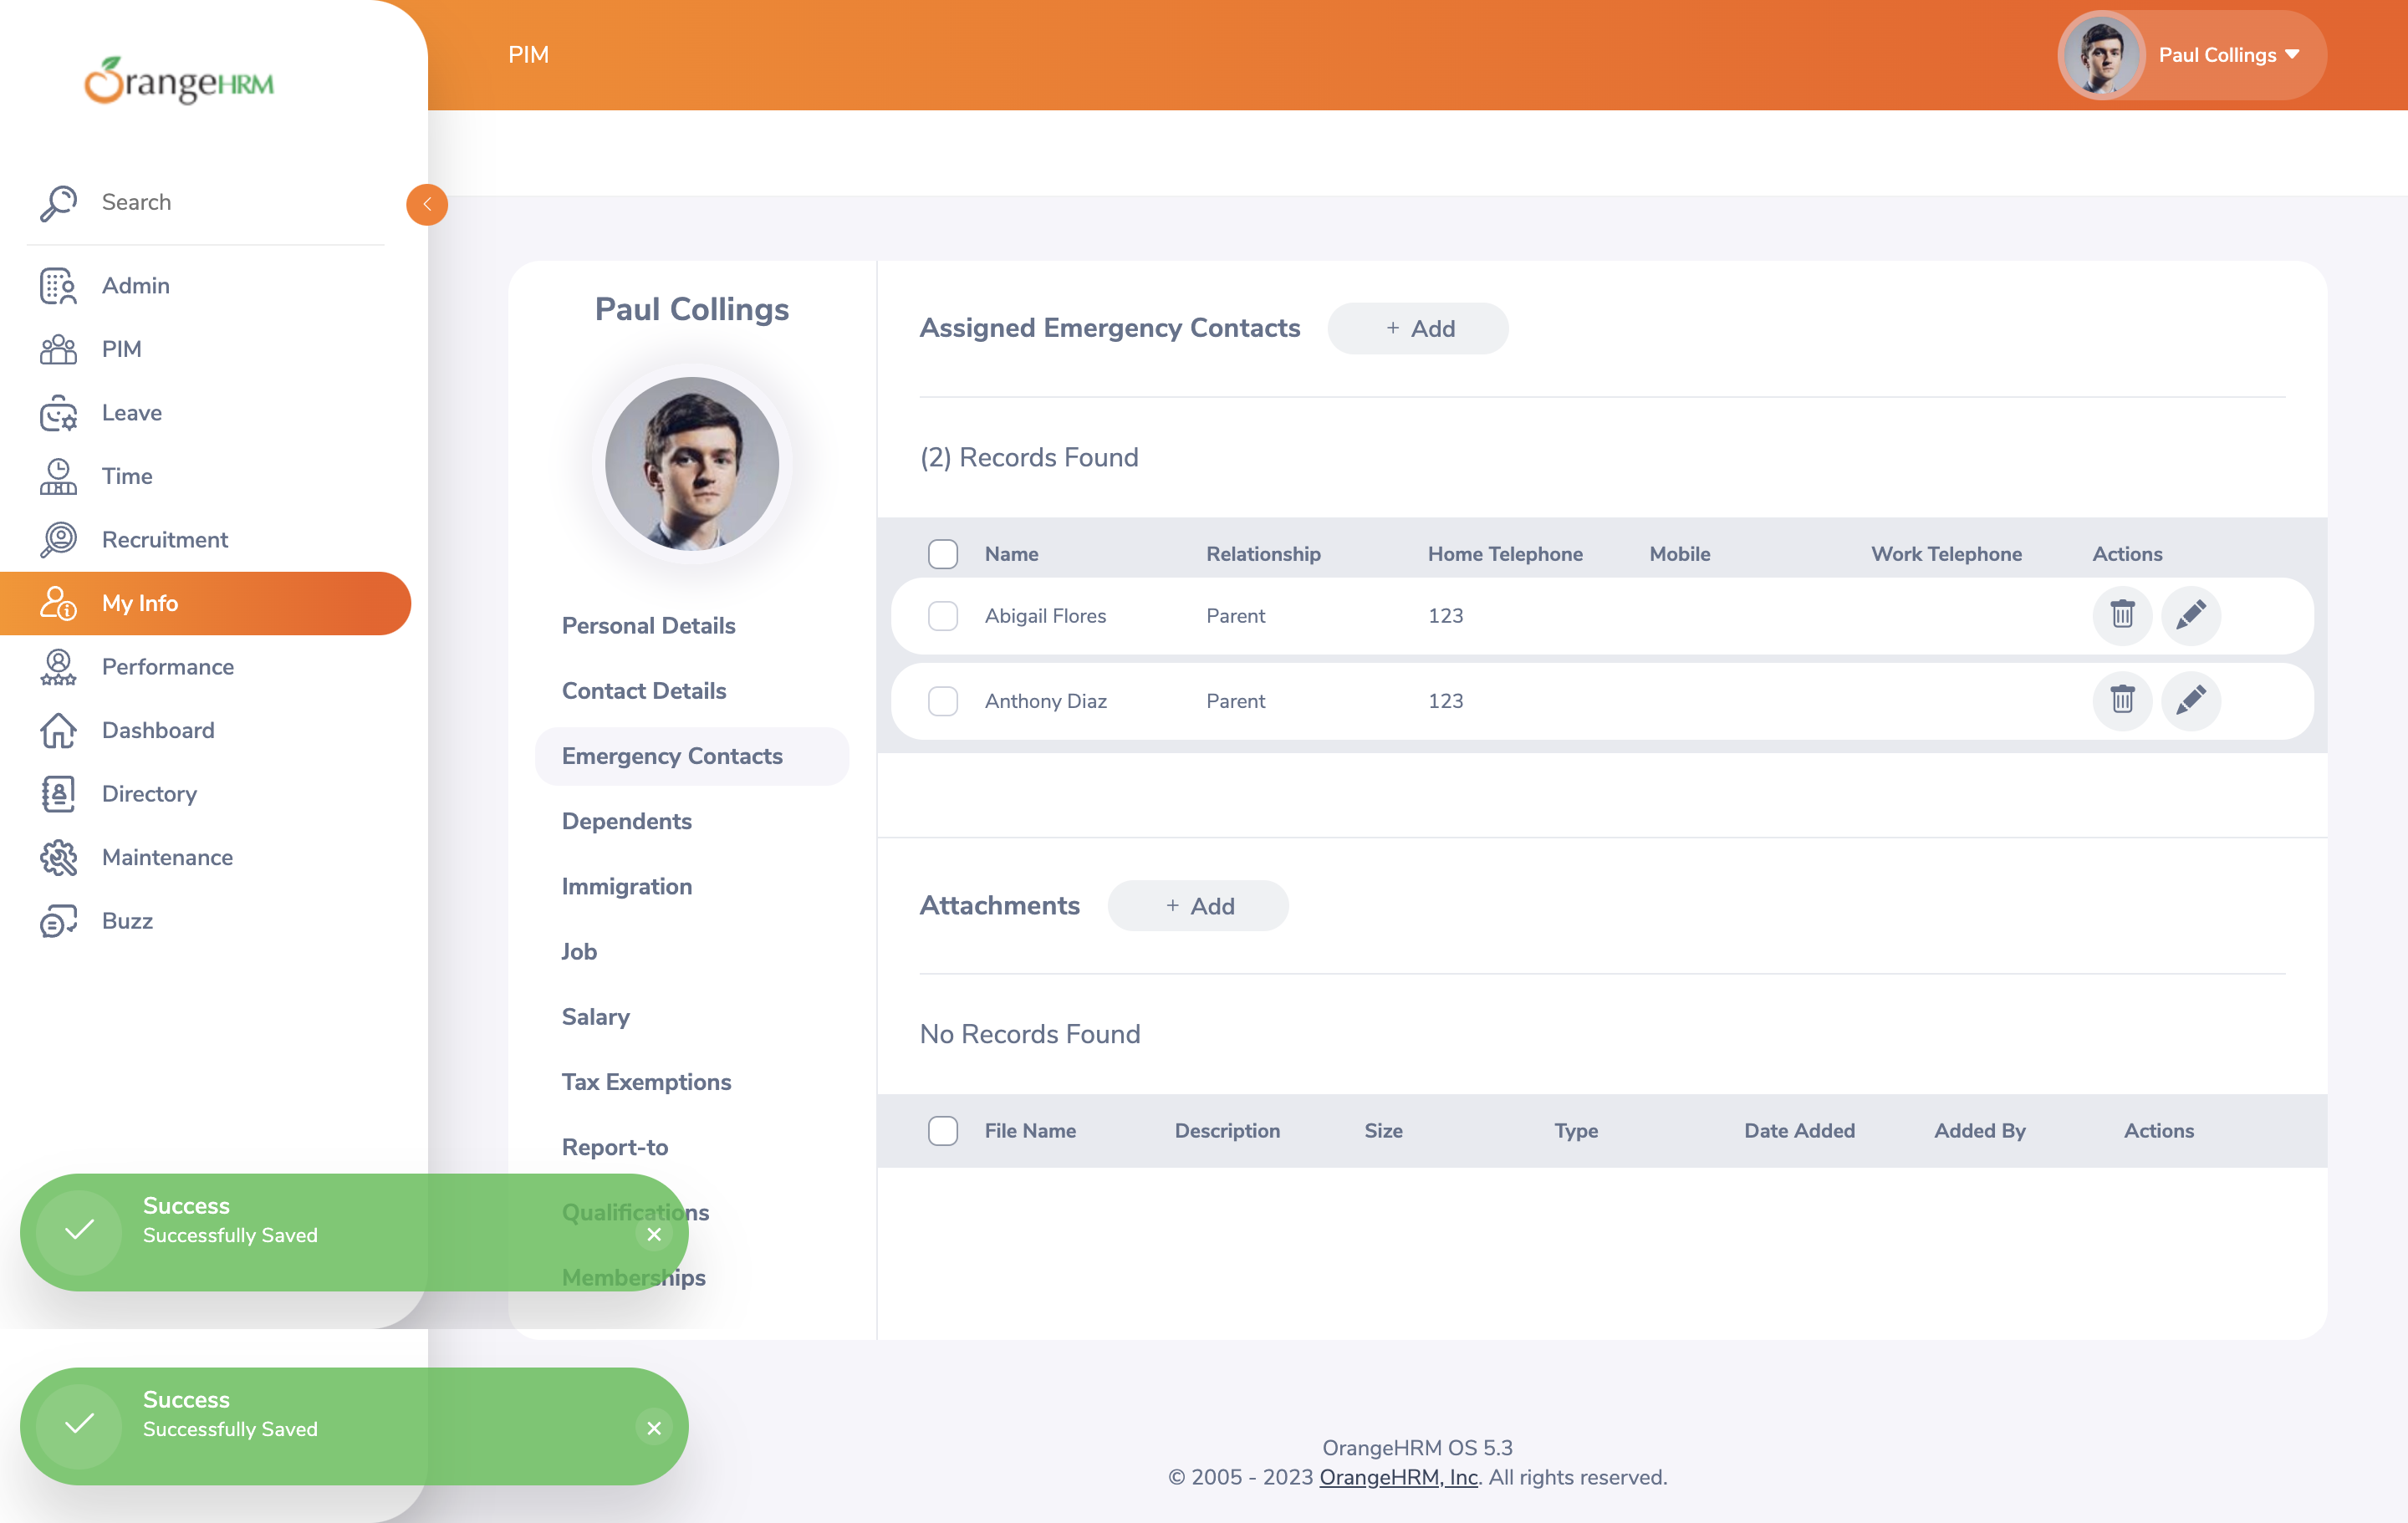 OrangeHRM
PIM
Paul Collings
Search
Admin
PIM
Leave
Time
Recruitment
My Info
Performance
Dashboard
Directory
Maintenance
Buzz
Paul Collings
Personal Details
Contact Details
Emergency Contacts
Dependents
Immigration
Job
Salary
Tax Exemptions
Report-to
Qualifications
Memberships
Assigned Emergency Contacts + Add
(2) Records Found
Name Relationship Home Telephone Mobile Work Telephone Actions
Abigail Flores Parent 123
Anthony Diaz Parent 123
Attachments + Add
No Records Found
File Name Description Size Type Date Added Added By Actions
Success
Successfully Saved
Success
Successfully Saved
OrangeHRM OS 5.3
© 2005 - 2023 OrangeHRM, Inc. All rights reserved.